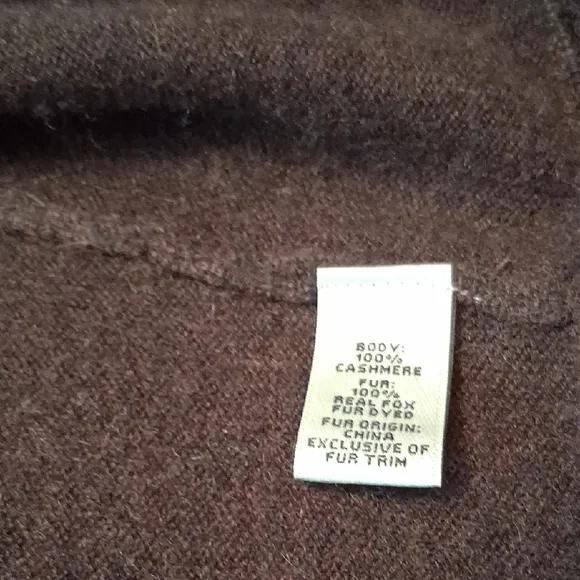 BODY:
100%
CASHMERE
FUR:
100%
REAL FOX
FUR DYED
FUR ORIGIN:
CHINA
EXCLUSIVE OF
FUR TRIM